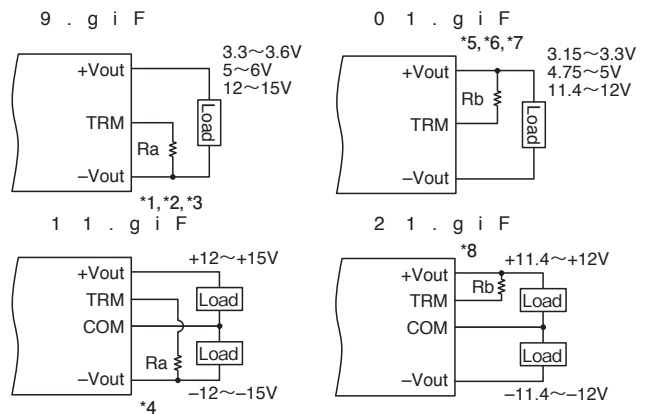 9 . g i F
+Vout
TRM
–Vout
Ra
Load
3.3～3.6V
5～6V
12～15V
*1, *2, *3
0 1 . g i F
*5, *6, *7
+Vout
TRM
–Vout
Rb
Load
3.15～3.3V
4.75～5V
11.4～12V
1 1 . g i F
+Vout
TRM
COM
–Vout
Ra
Load
Load
+12～+15V
–12～–15V
*4
2 1 . g i F
*8
+Vout
TRM
COM
–Vout
Rb
Load
Load
+11.4～+12V
–11.4～–12V